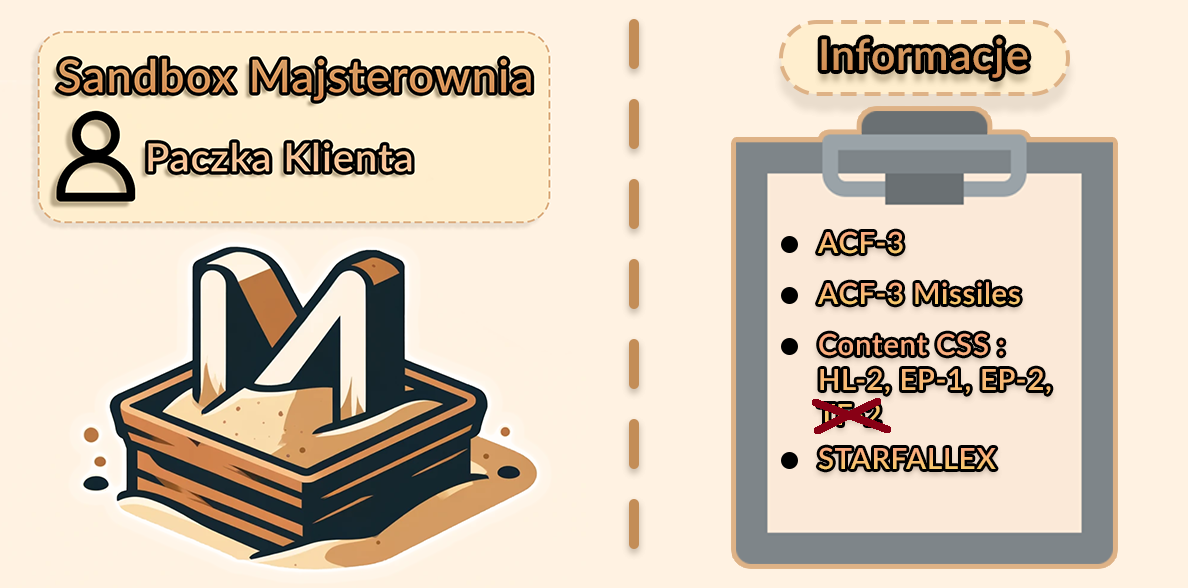 Sandbox Majsterownia
Paczka Klienta
M
Informacje
ACF-3
ACF-3 Missiles
Content CSS :
HL-2, EP-1, EP-2,
TF-2
STARFALLEX